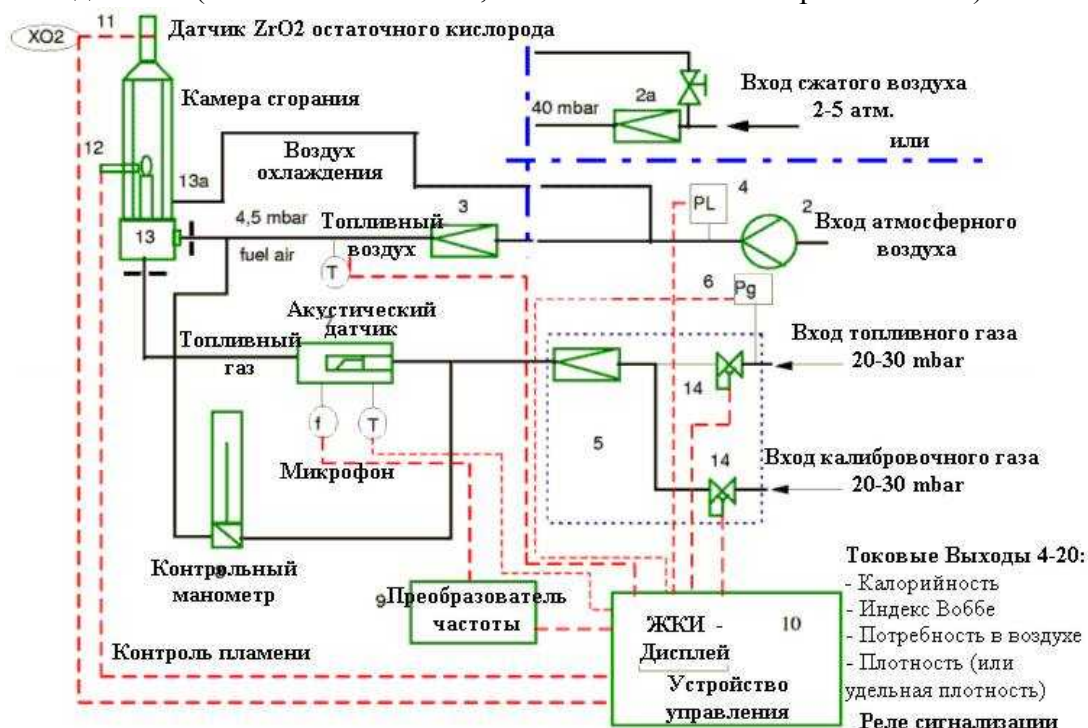 11
XO2
Датчик ZrO2 остаточного кислорода
Камера сгорания
12
13a
Воздух
охлаждения
40 mbar
2a
Вход сжатого воздуха
2-5 атм.
или
4
PL
2
Вход атмосферного
воздуха
13
4,5 mbar
fuel air
Топливный
воздух
3
T
6
Pg
Акустический
датчик
Топливный
газ
f
T
Микрофон
Вход топливного газа
20-30 mbar
14
5
14
Вход калибровочного газа
20-30 mbar
Контрольный
манометр
9
Преобразователь
частоты
Контроль пламени
ЖКИ -
Дисплей
10
Устройство
управления
Токовые Выходы 4-20:
- Калорийность
- Индекс Воббе
- Потребность в воздухе
- Плотность (или
удельная плотность)
Реле сигнализации